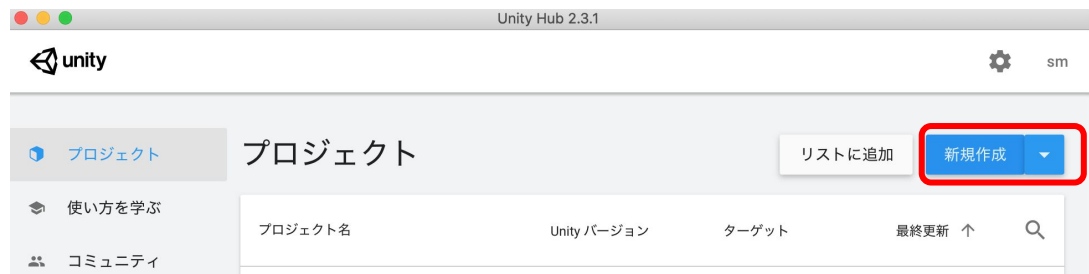 Unity Hub 2.3.1
unity
sm
プロジェクト
プロジェクト
リストに追加
新規作成
使い方を学ぶ
プロジェクト名
Unity バージョン
ターゲット
最終更新
コミュニティ